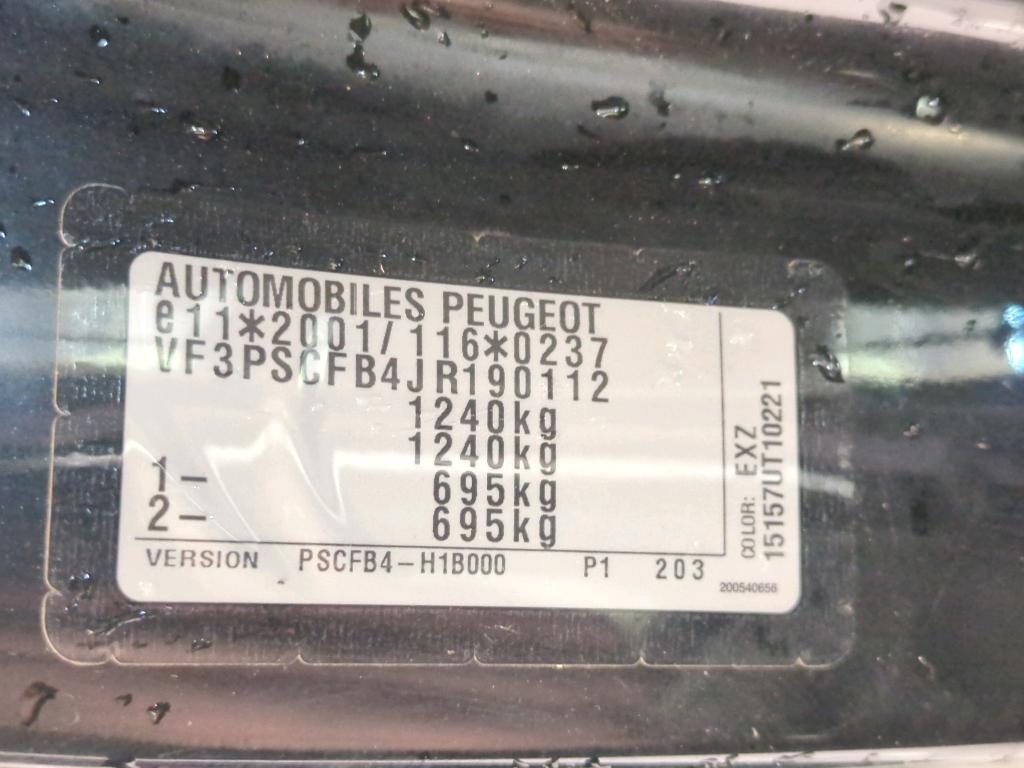 AUTOMOBILES PEUGEOT
e11*2001/116*0237
VF3PSCFB4JR190112
1240kg
1240kg
1- 695kg
2- 695kg
VERSION PSCFB4-H1B000 P1 203
COLOR: EXZ
15157UT10221
200540656